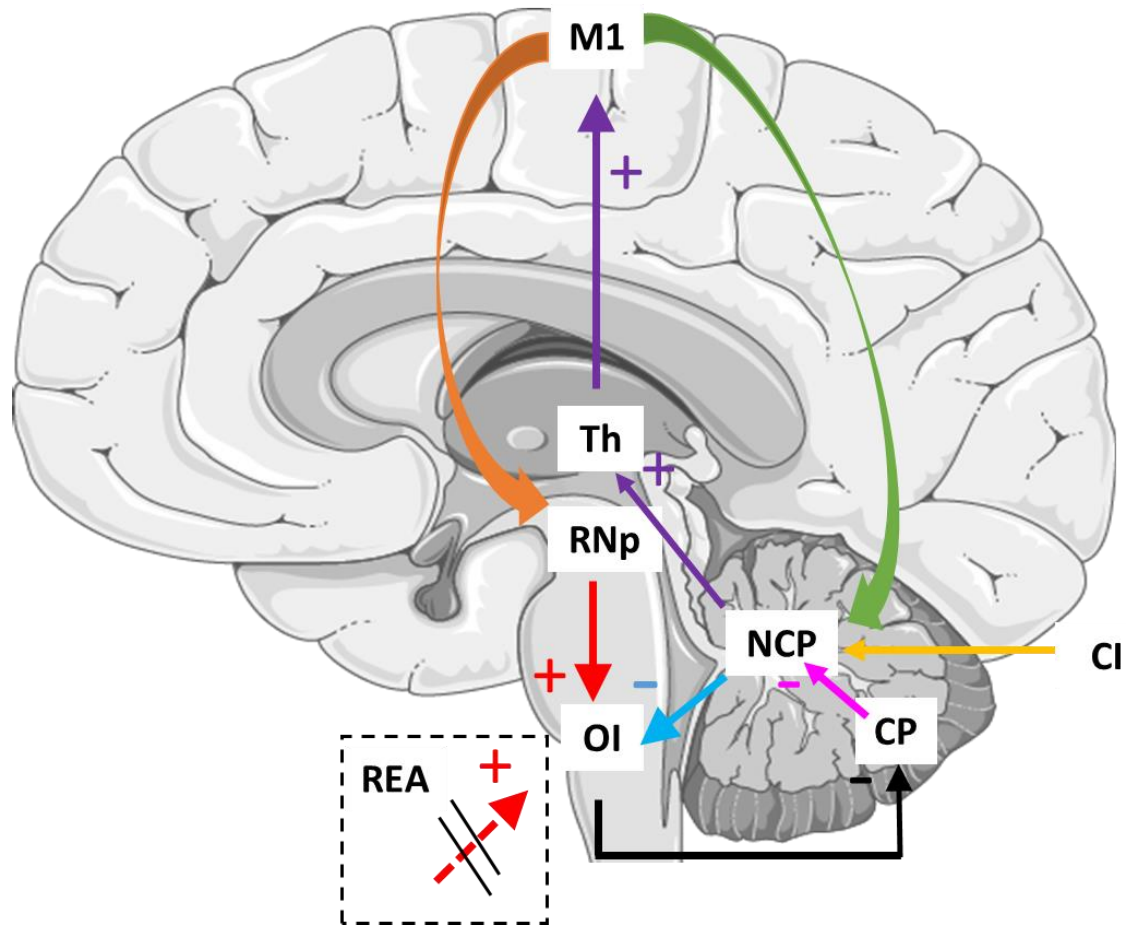 M1
+
Th
+
RNp
NCP
CI
+
-
-
OI
CP
-
REA
+